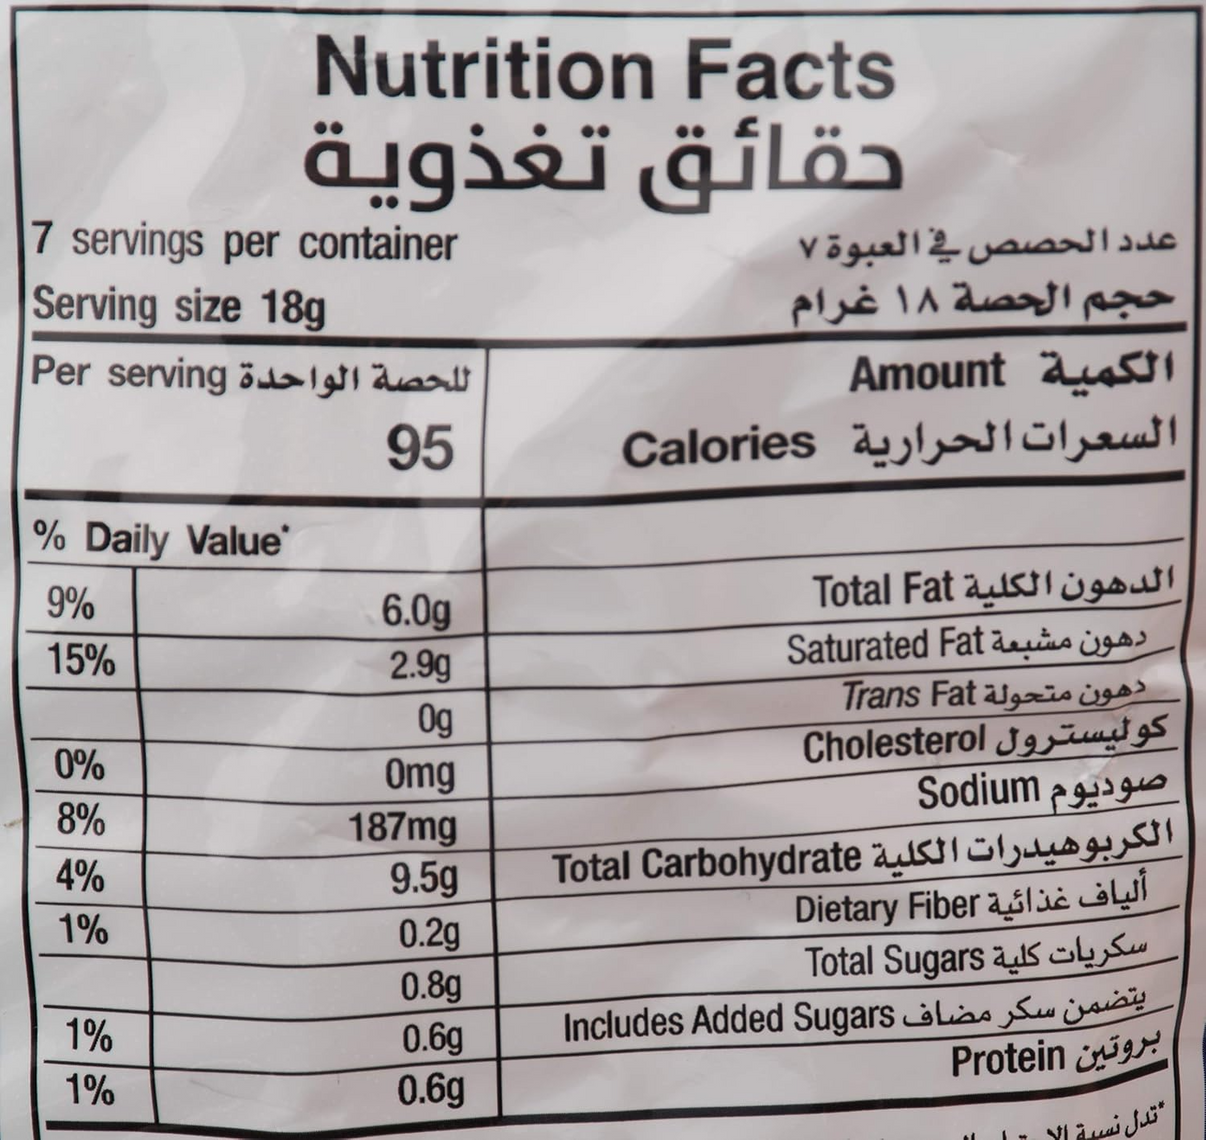 Nutrition Facts
حقائق تغذوية
7 servings per container عدد الحصص في العبوة ٧
Serving size 18g حجم الحصة ١٨ غرام
Per serving للحصة الواحدة Amount الكمية
95 Calories السعرات الحرارية
% Daily Value*
9% 6.0g Total Fat الدهون الكلية
15% 2.9g Saturated Fat دهون مشبعة
0g Trans Fat دهون متحولة
0% 0mg Cholesterol كوليسترول
8% 187mg Sodium صوديوم
4% 9.5g Total Carbohydrate الكربوهيدرات الكلية
1% 0.2g Dietary Fiber ألياف غذائية
0.8g Total Sugars سكريات كلية
1% 0.6g Includes Added Sugars يتضمن سكر مضاف
1% 0.6g Protein بروتين
*تدل نسبة